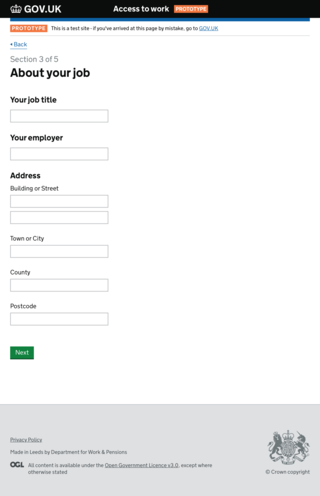 GOV.UK Access to work PROTOTYPE
PROTOTYPE This is a test site - if you've arrived at this page by mistake, go to GOV.UK
Back
Section 3 of 5
About your job
Your job title
Your employer
Address
Building or Street
Town or City
County
Postcode
Next
Privacy Policy
Made in Leeds by Department for Work & Pensions
OGL All content is available under the Open Government Licence v3.0, except where
otherwise stated
© Crown copyright